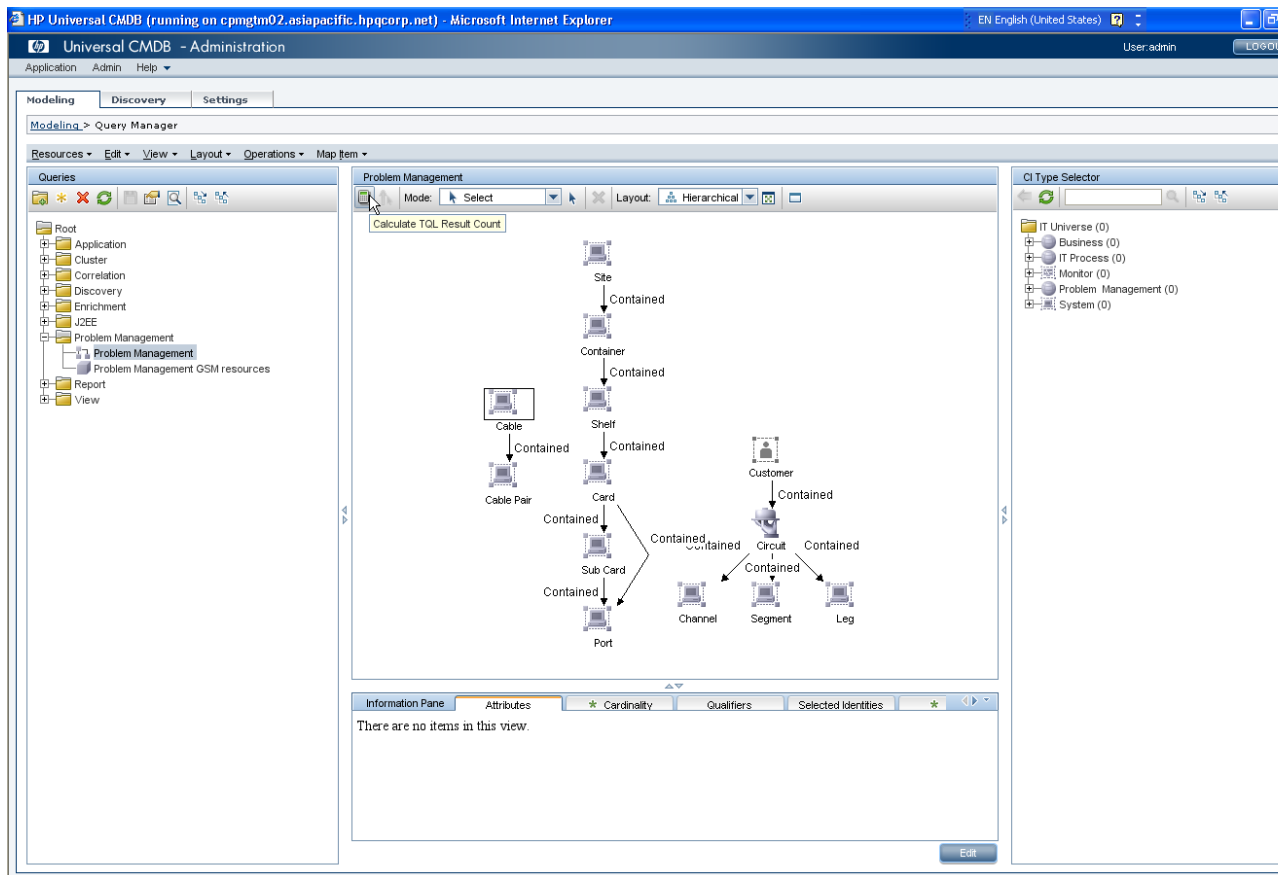 HP Universal CMDB (running on cpmgtm02.asiapacific.hpqcorp.net) - Microsoft Internet Explorer
EN English (United States)
Universal CMDB - Administration
User:admin
LOGOU
Application Admin Help
Modeling Discovery Settings
Modeling > Query Manager
Resources Edit View Layout Operations Map Item
Queries
Root
Application
Cluster
Correlation
Discovery
Enrichment
J2EE
Problem Management
Problem Management
Problem Management GSM resources
Report
View
Problem Management
Mode: Select Layout: Hierarchical
Calculate TQL Result Count
Site
Contained
Container
Contained
Shelf
Contained
Card
Contained
Sub Card
Contained
Port
Contained
Cable
Contained
Cable Pair
Customer
Contained
Circuit
Contained
Contained
Contained
Channel
Segment
Leg
Information Pane Attributes * Cardinality Qualifiers Selected Identities *
There are no items in this view.
Edit
CI Type Selector
IT Universe (0)
Business (0)
IT Process (0)
Monitor (0)
Problem Management (0)
System (0)